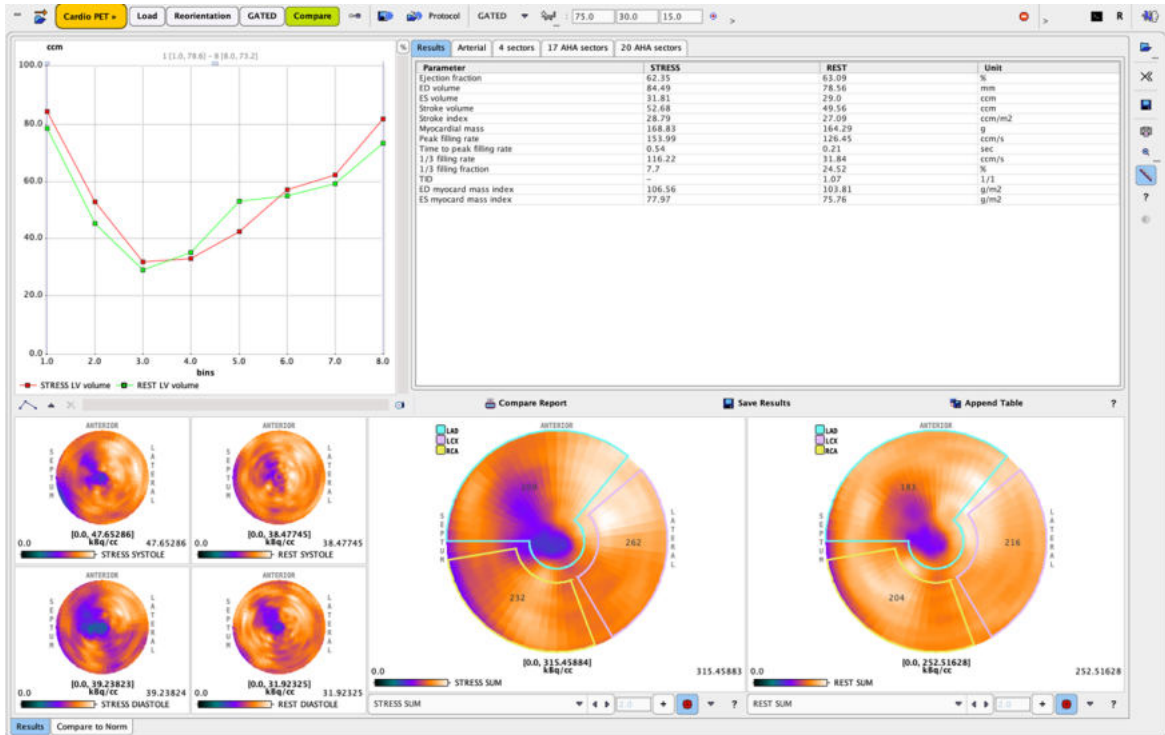 Cardio PET
Load
Reorientation
GATED
Compare
Protocol
GATED
: 75.0 30.0 15.0
R
ccm
1 [1.0, 78.6] – 8 [8.0, 73.2]
100.0
80.0
60.0
40.0
20.0
0.0
1.0 2.0 3.0 4.0 5.0 6.0 7.0 8.0
bins
STRESS LV volume REST LV volume
%
Results Arterial 4 sectors 17 AHA sectors 20 AHA sectors
Parameter STRESS REST Unit
Ejection fraction 62.35 63.09 %
ED volume 84.49 78.56 mm
ES volume 31.81 29.0 ccm
Stroke volume 52.68 49.56 ccm
Stroke index 28.79 27.09 ccm/m2
Myocardial mass 168.83 164.29 g
Peak filling rate 153.99 126.45 ccm/s
Time to peak filling rate 0.54 0.21 sec
1/3 filling rate 116.22 31.84 ccm/s
1/3 filling fraction 7.7 24.52 %
TID – 1.07 1/1
ED myocard mass index 106.56 103.81 g/m2
ES myocard mass index 77.97 75.76 g/m2
Compare Report Save Results Append Table ?
ANTERIOR
SEPTUM
LATERAL
[0.0, 47.65286]
0.0 kBq/cc 47.65286
STRESS SYSTOLE
ANTERIOR
SEPTUM
LATERAL
[0.0, 38.47745]
0.0 kBq/cc 38.47745
REST SYSTOLE
ANTERIOR
SEPTUM
LATERAL
[0.0, 39.23823]
0.0 kBq/cc 39.23824
STRESS DIASTOLE
ANTERIOR
SEPTUM
LATERAL
[0.0, 31.92325]
0.0 kBq/cc 31.92325
REST DIASTOLE
LAD
LCX
RCA
ANTERIOR
SEPTUM
LATERAL
262
232
[0.0, 315.45884]
0.0 kBq/cc 315.45883
STRESS SUM
STRESS SUM 2.0 + ?
LAD
LCX
RCA
ANTERIOR
SEPTUM
LATERAL
193
216
204
[0.0, 252.51628]
0.0 kBq/cc 252.51628
REST SUM
REST SUM 2.0 + ?
Results Compare to Norm